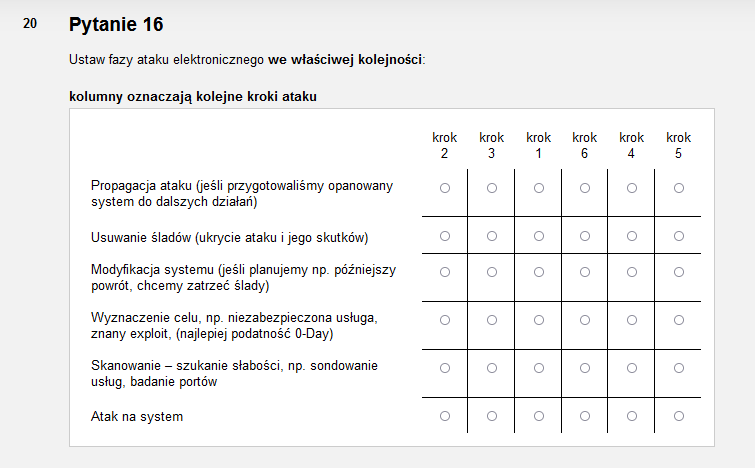 20 Pytanie 16
Ustaw fazy ataku elektronicznego we właściwej kolejności:
kolumny oznaczają kolejne kroki ataku
krok krok krok krok krok krok
2 3 1 6 4 5
Propagacja ataku (jeśli przygotowaliśmy opanowany
system do dalszych działań)
Usuwanie śladów (ukrycie ataku i jego skutków)
Modyfikacja systemu (jeśli planujemy np. późniejszy
powrót, chcemy zatrzeć ślady)
Wyznaczenie celu, np. niezabezpieczona usługa,
znany exploit, (najlepiej podatność 0-Day)
Skanowanie – szukanie słabości, np. sondowanie
usług, badanie portów
Atak na system